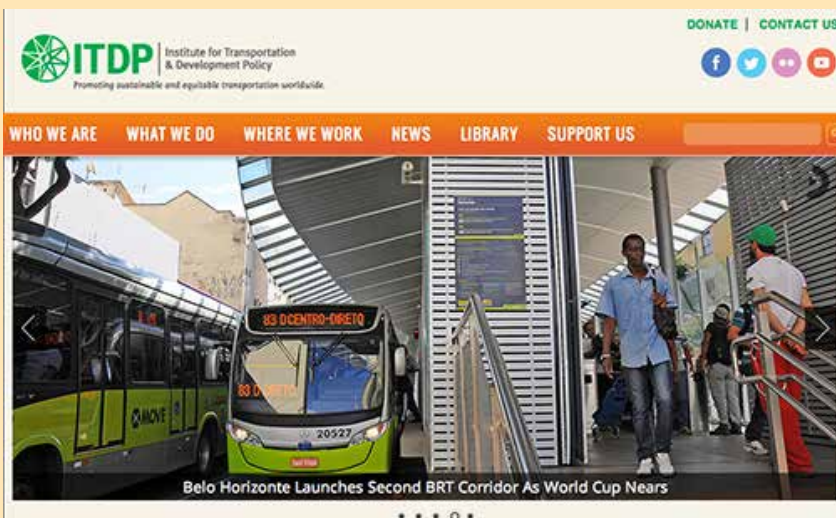 DONATE | CONTACT US
ITDP
Institute for Transportation
& Development Policy
Promoting sustainable and equitable transportation worldwide.
WHO WE ARE WHAT WE DO WHERE WE WORK NEWS LIBRARY SUPPORT US
83 D CENTRO-DIRETO
83 D DIRETO
MOVE
20527
Belo Horizonte Launches Second BRT Corridor As World Cup Nears